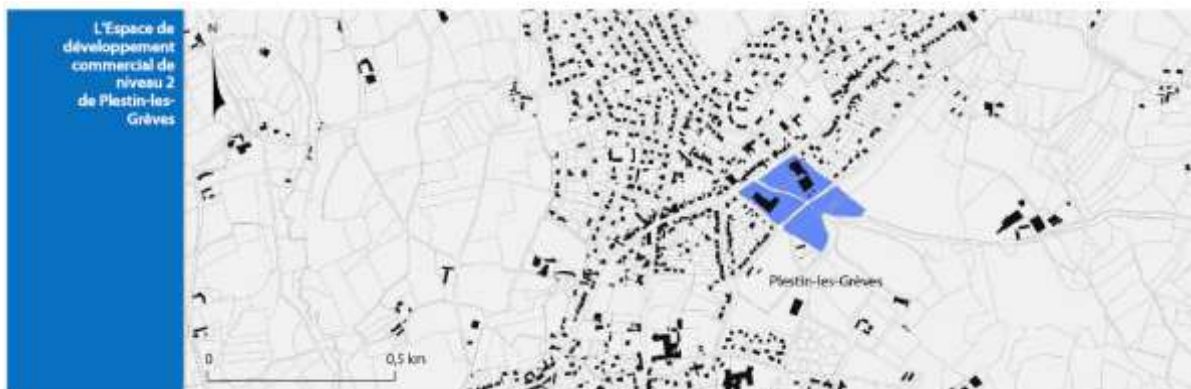 L'Espace de
développement
commercial de
niveau 2
de Plestin-les-
Grèves
N
Plestin-les-Grèves
0
0,5 km